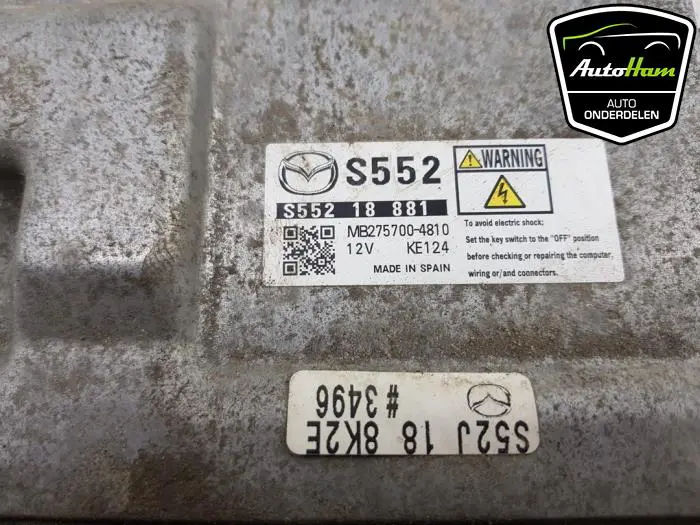 AutoHam
AUTO
ONDERDELEN
S552
S552 18 881
MB275700-4810
12V KE124
MADE IN SPAIN
WARNING
To avoid electric shock;
Set the key switch to the "OFF" position
before checking or repairing the computer,
wiring or/and connectors.
S52J 18 8K2E
# 3496